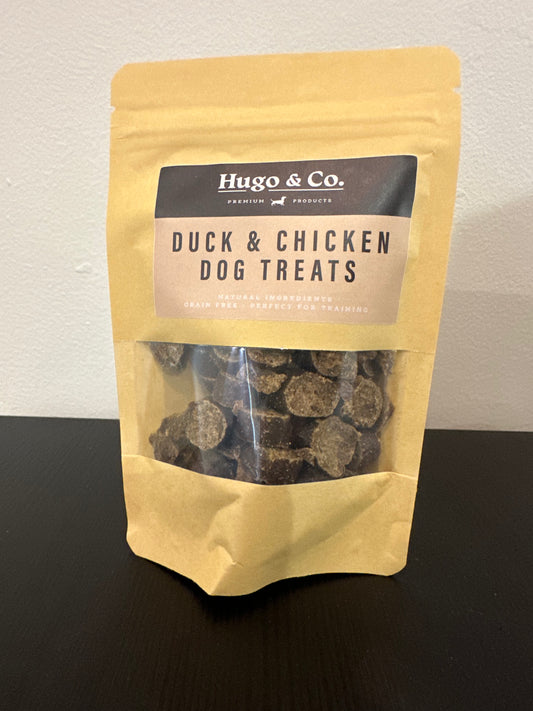 Hugo & Co.
PREMIUM PRODUCTS
DUCK & CHICKEN
DOG TREATS
NATURAL INGREDIENTS
GRAIN FREE - PERFECT FOR TRAINING